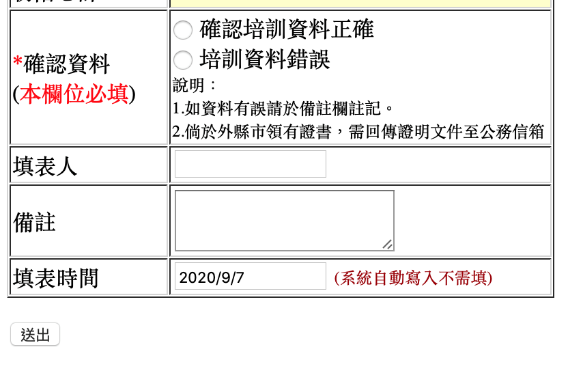 確認培訓資料正確
培訓資料錯誤
*確認資料
(本欄位必填)
說明：
1.如資料有誤請於備註欄註記。
2.倘於外縣市領有證書，需回傳證明文件至公務信箱
填表人
備註
填表時間 2020/9/7 (系統自動寫入不需填)
送出